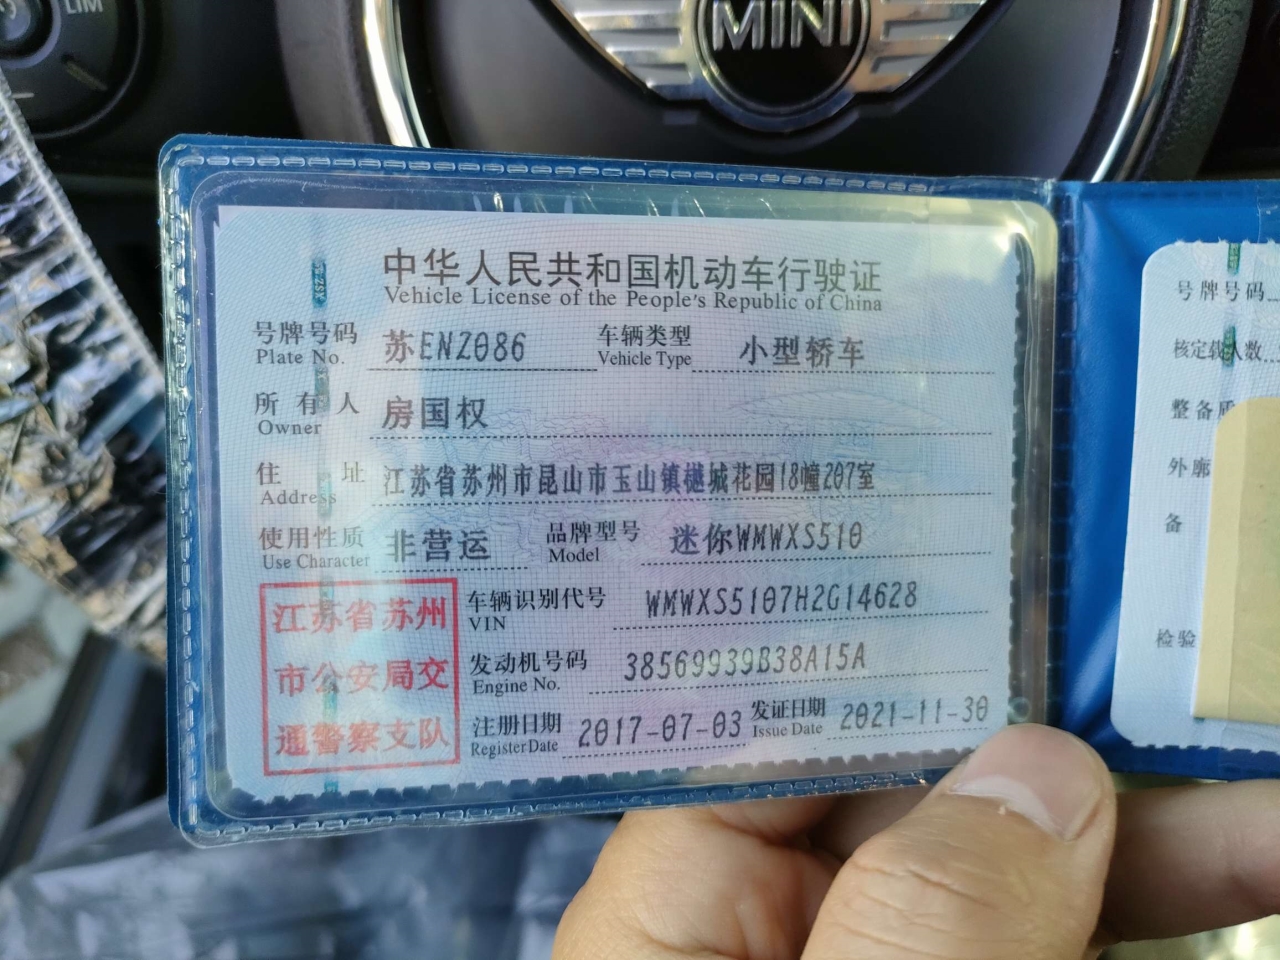 LIM
MINI
中华人民共和国机动车行驶证
Vehicle License of the People's Republic of China
号牌号码 苏ENZ086 车辆类型 小型轿车
Plate No. Vehicle Type
所有人 房国权
Owner
住址 江苏省苏州市昆山市玉山镇樾城花园18幢207室
Address
使用性质 非营运 品牌型号 迷你WMWXS510
Use Character Model
江苏省苏州
市公安局交
通警察支队
车辆识别代号 WMWXS5107H2G14628
VIN
发动机号码 38569939B38A15A
Engine No.
注册日期 2017-07-03 发证日期 2021-11-30
Register Date Issue Date
号牌号码
核定载人数
整备质
外廓
备
检验